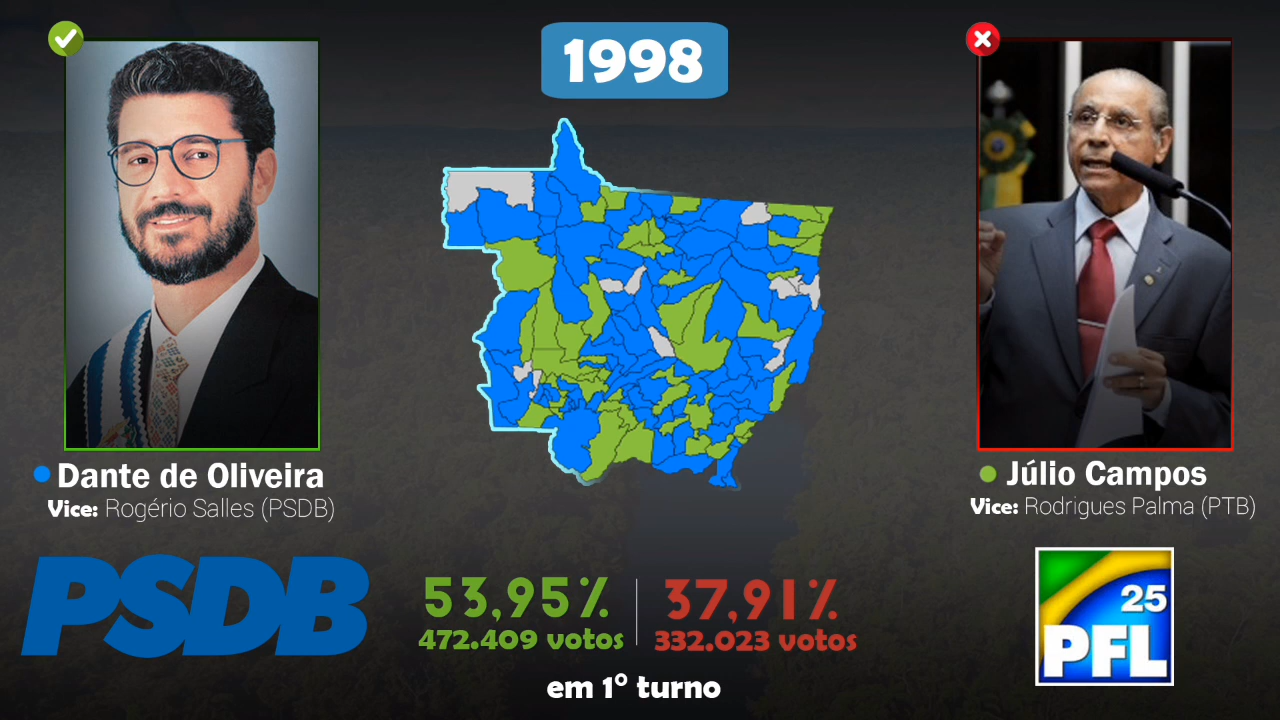 1998
Dante de Oliveira
Vice: Rogério Salles (PSDB)
Júlio Campos
Vice: Rodrigues Palma (PTB)
PSDB
53,95%
472.409 votos
37,91%
332.023 votos
em 1º turno
25
PFL